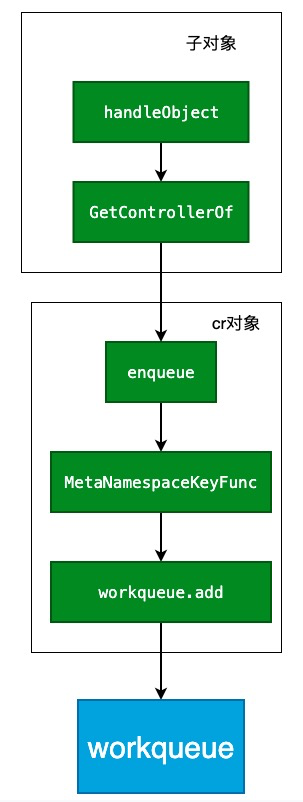 子对象
handleObject
GetControllerOf
cr对象
enqueue
MetaNamespaceKeyFunc
workqueue.add
workqueue